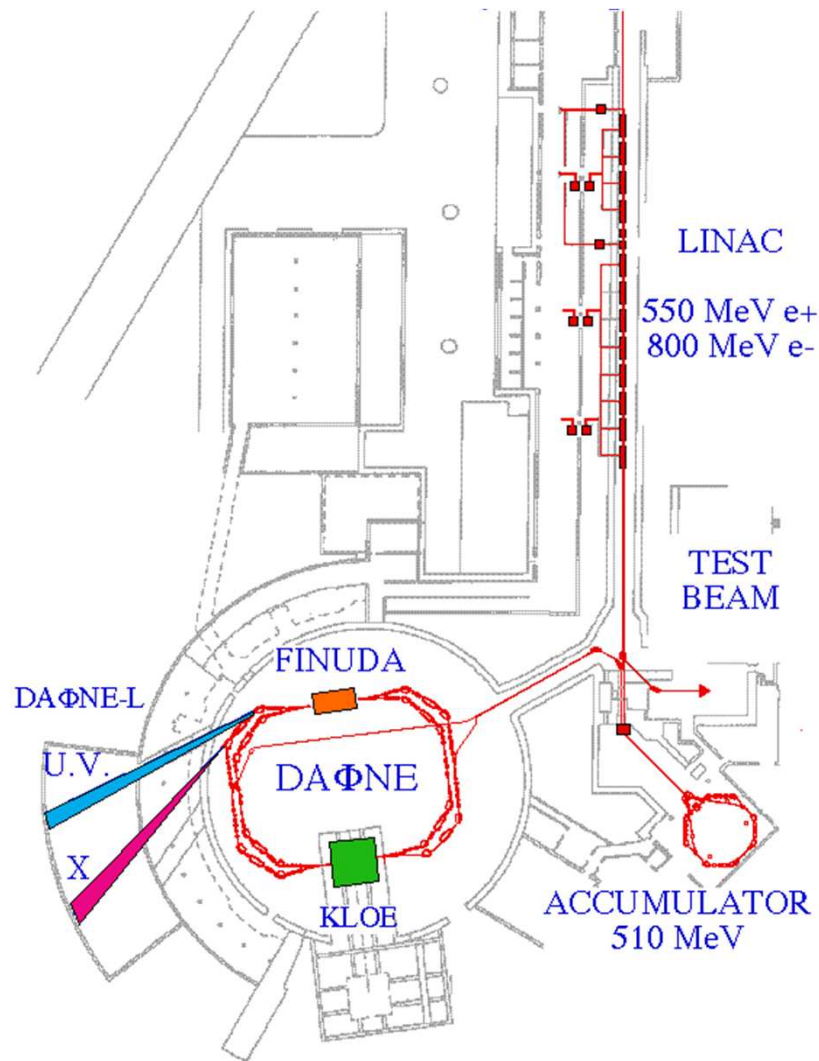 LINAC
550 MeV e+
800 MeV e-
TEST
BEAM
FINUDA
DAΦNE-L
U.V.
DAΦNE
X
KLOE
ACCUMULATOR
510 MeV